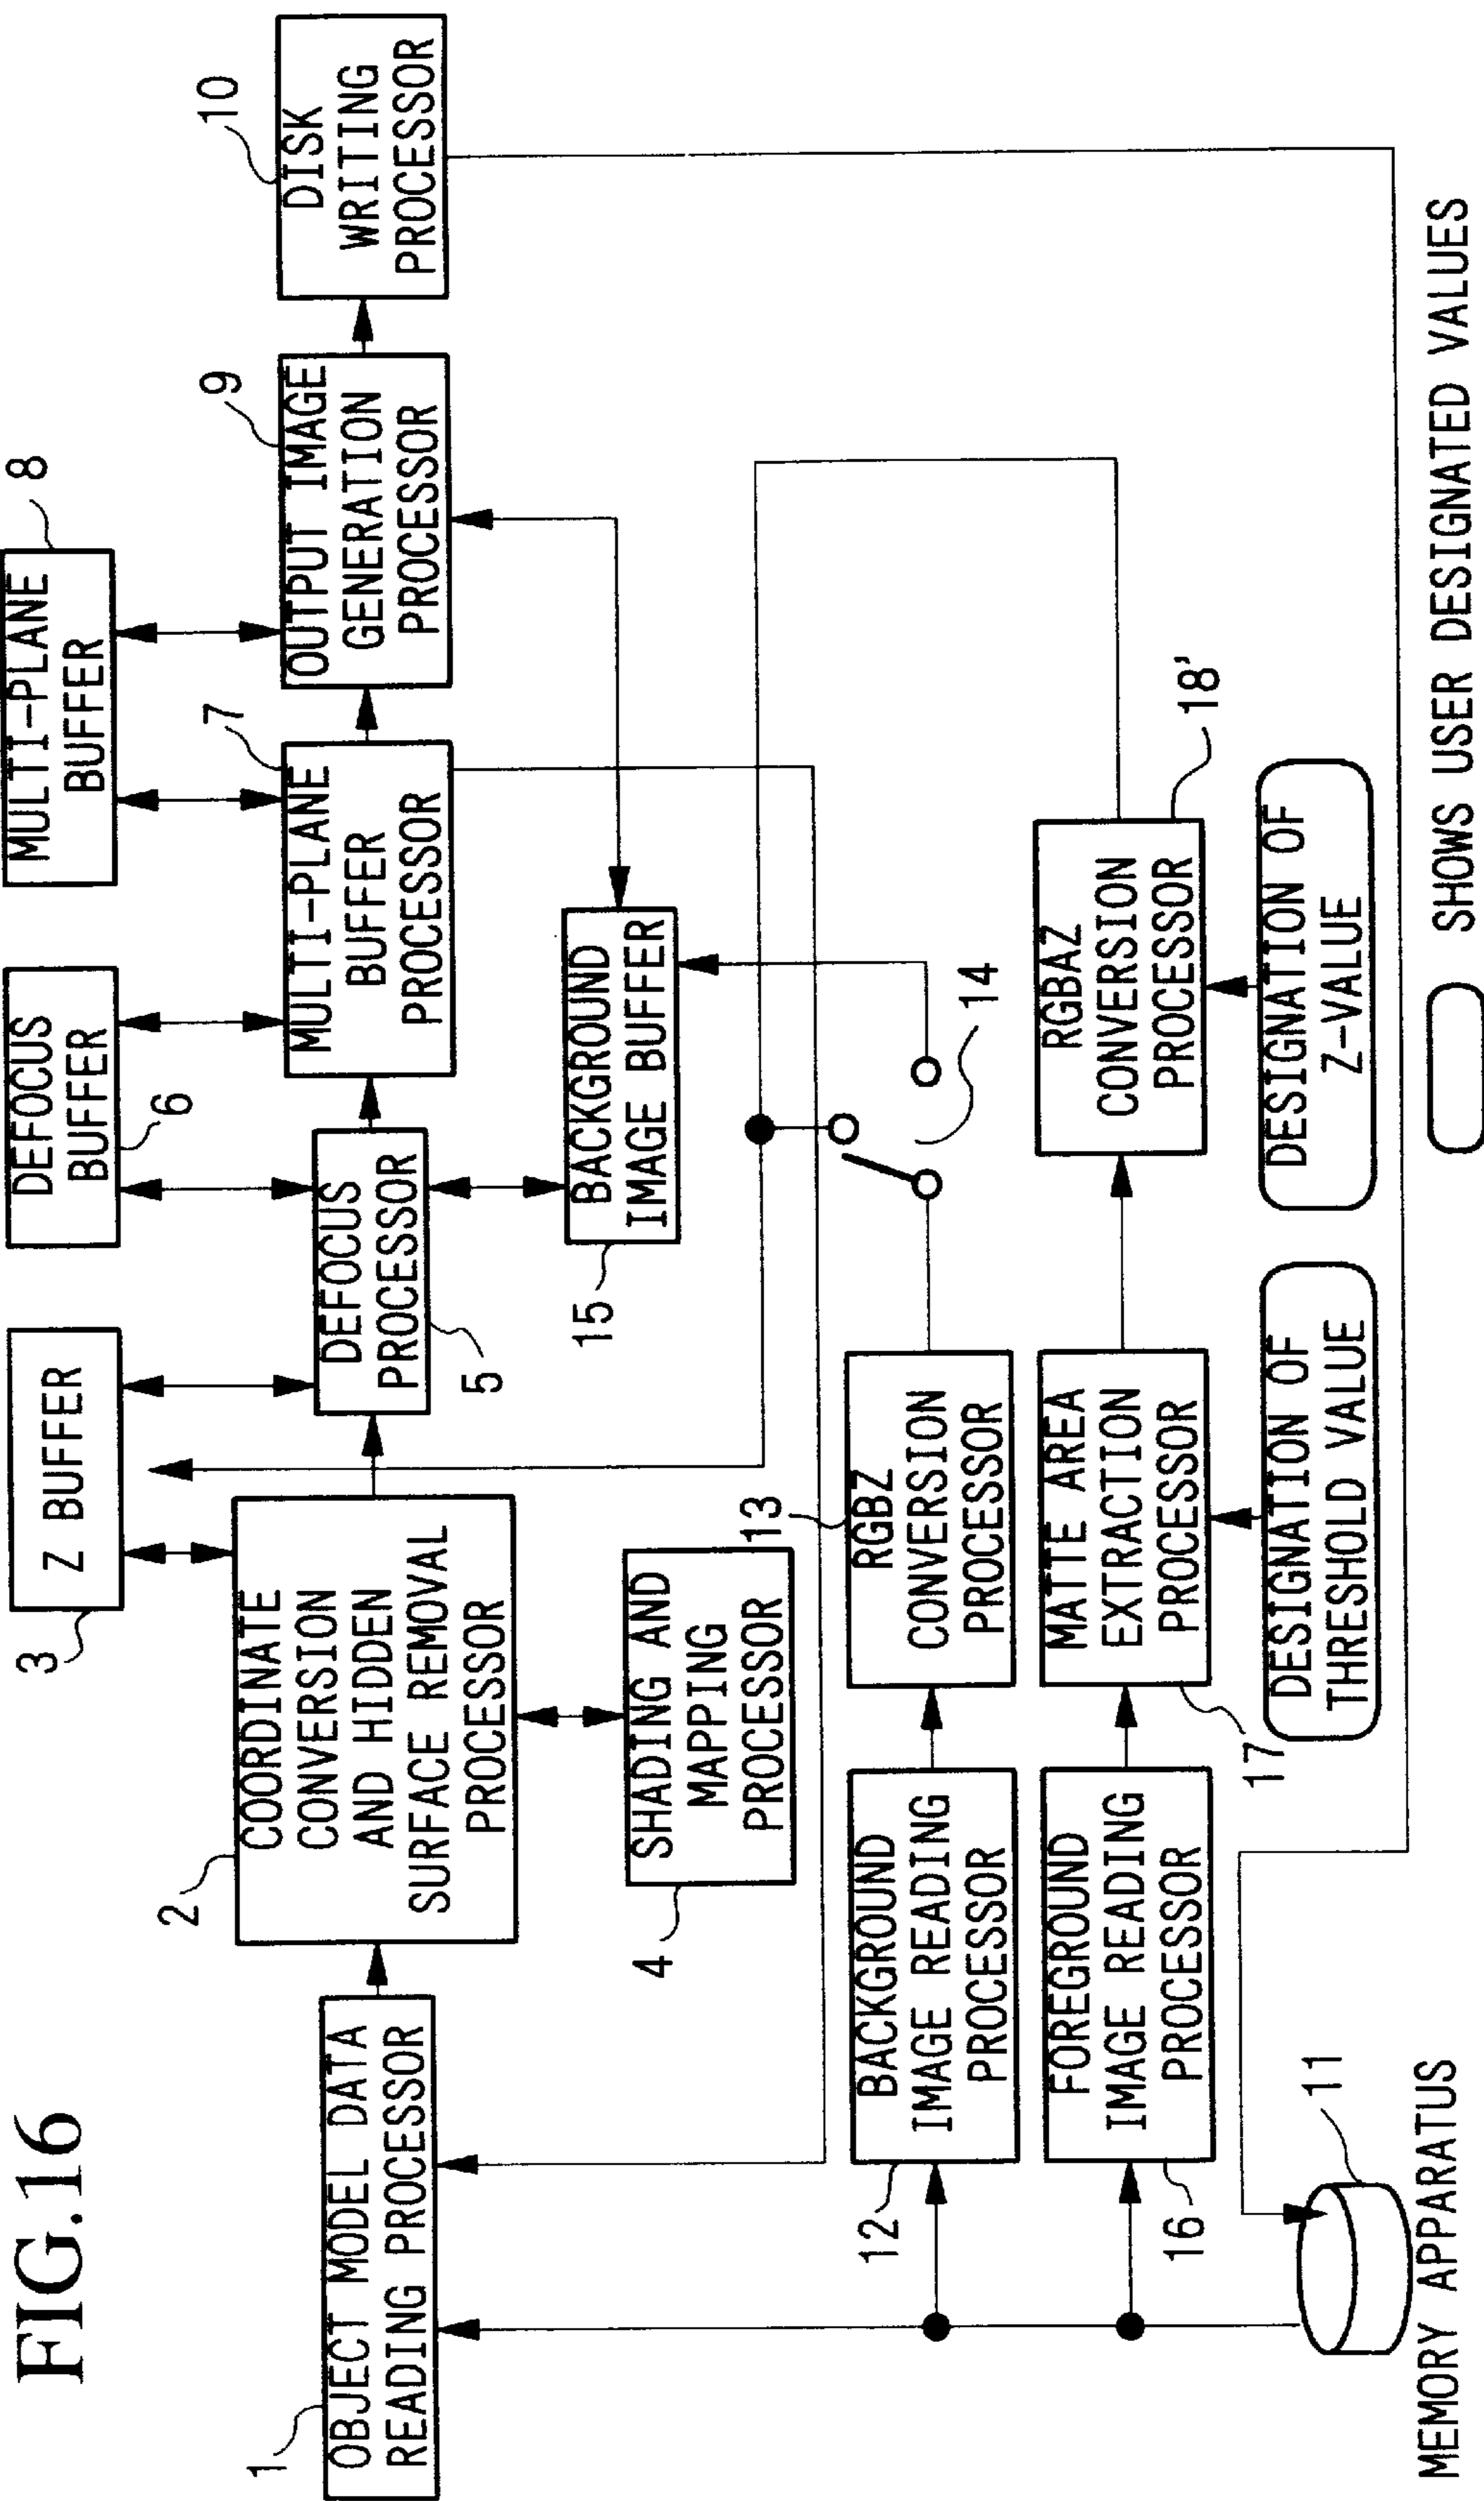 FIG.16
1
OBJECT MODEL DATA
READING PROCESSOR
2
COORDINATE
CONVERSION
AND HIDDEN
SURFACE REMOVAL
PROCESSOR
3
Z BUFFER
4
SHADING AND
MAPPING
PROCESSOR
5
DEFOCUS
PROCESSOR
6
DEFOCUS
BUFFER
7
MULTI-PLANE
BUFFER
PROCESSOR
8
MULTI-PLANE
BUFFER
9
OUTPUT IMAGE
GENERATION
PROCESSOR
10
DISK
WRITING
PROCESSOR
15
BACKGROUND
IMAGE BUFFER
12
BACKGROUND
IMAGE READING
PROCESSOR
13
RGBZ
CONVERSION
PROCESSOR
14
16
FOREGROUND
IMAGE READING
PROCESSOR
17
MATTE AREA
EXTRACTION
PROCESSOR
18'
RGBAZ
CONVERSION
PROCESSOR
DESIGNATION OF
THRESHOLD VALUE
DESIGNATION OF
Z-VALUE
11
MEMORY APPARATUS
SHOWS USER DESIGNATED VALUES